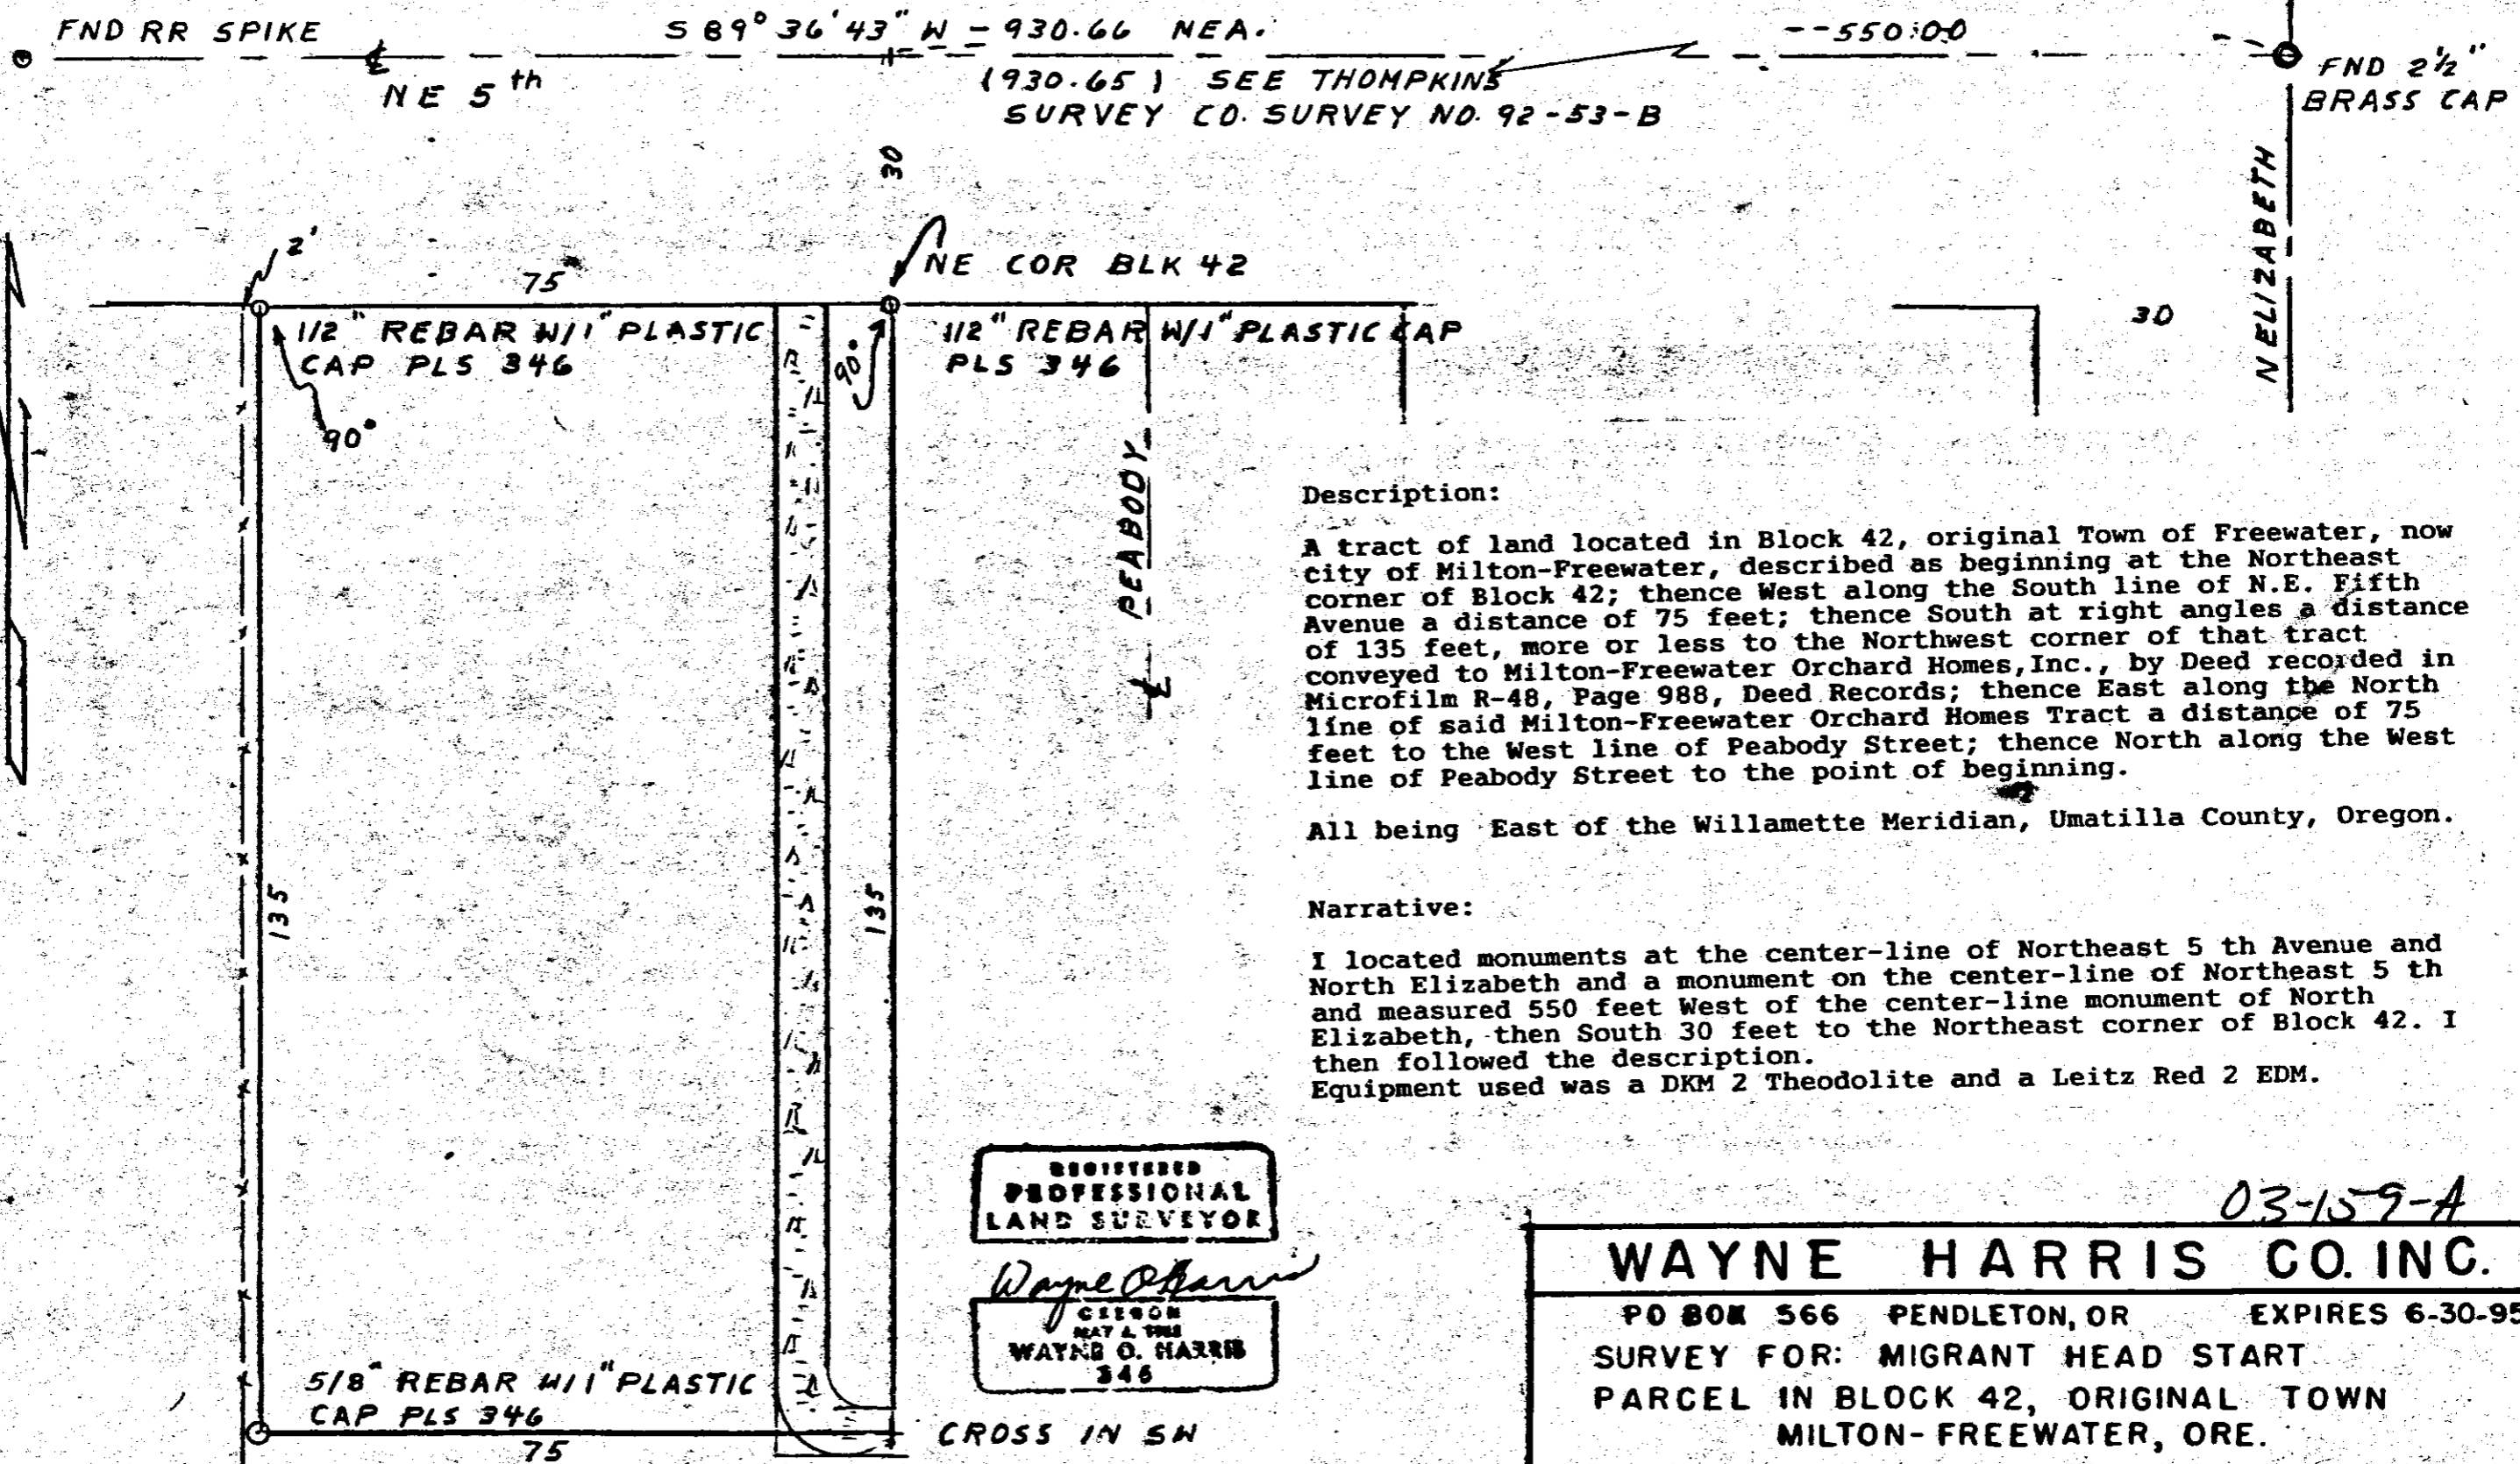 FND RR SPIKE
S 89° 36' 43" W = 930.66 MEA.
--550.00
FND 2½"
BRASS CAP
NE 5th
(930.65) SEE THOMPKINS
SURVEY CO. SURVEY NO. 92-53-B
30
N ELIZABETH
2'
75
NE COR BLK 42
30
1/2" REBAR W/1" PLASTIC
CAP PLS 346
90°
90°
1/2" REBAR W/1" PLASTIC CAP
PLS 346
PEABODY
Description:
A tract of land located in Block 42, original Town of Freewater, now
city of Milton-Freewater, described as beginning at the Northeast
corner of Block 42; thence West along the South line of N.E. Fifth
Avenue a distance of 75 feet; thence South at right angles a distance
of 135 feet, more or less to the Northwest corner of that tract
conveyed to Milton-Freewater Orchard Homes,Inc., by Deed recorded in
Microfilm R-48, Page 988, Deed Records; thence East along the North
line of said Milton-Freewater Orchard Homes Tract a distance of 75
feet to the West line of Peabody Street; thence North along the West
line of Peabody Street to the point of beginning.
All being East of the Willamette Meridian, Umatilla County, Oregon.
135
135
Narrative:
I located monuments at the center-line of Northeast 5 th Avenue and
North Elizabeth and a monument on the center-line of Northeast 5 th
and measured 550 feet West of the center-line monument of North
Elizabeth, then South 30 feet to the Northeast corner of Block 42. I
then followed the description.
Equipment used was a DKM 2 Theodolite and a Leitz Red 2 EDM.
REGISTERED
PROFESSIONAL
LAND SURVEYOR
Wayne O Harris
OREGON
WAYNE O. HARRIS
346
5/8" REBAR W/1" PLASTIC
CAP PLS 346
75
CROSS IN SW
03-159-A
WAYNE HARRIS CO. INC.
PO BOX 566 PENDLETON, OR EXPIRES 6-30-95
SURVEY FOR: MIGRANT HEAD START
PARCEL IN BLOCK 42, ORIGINAL TOWN
MILTON-FREEWATER, ORE.